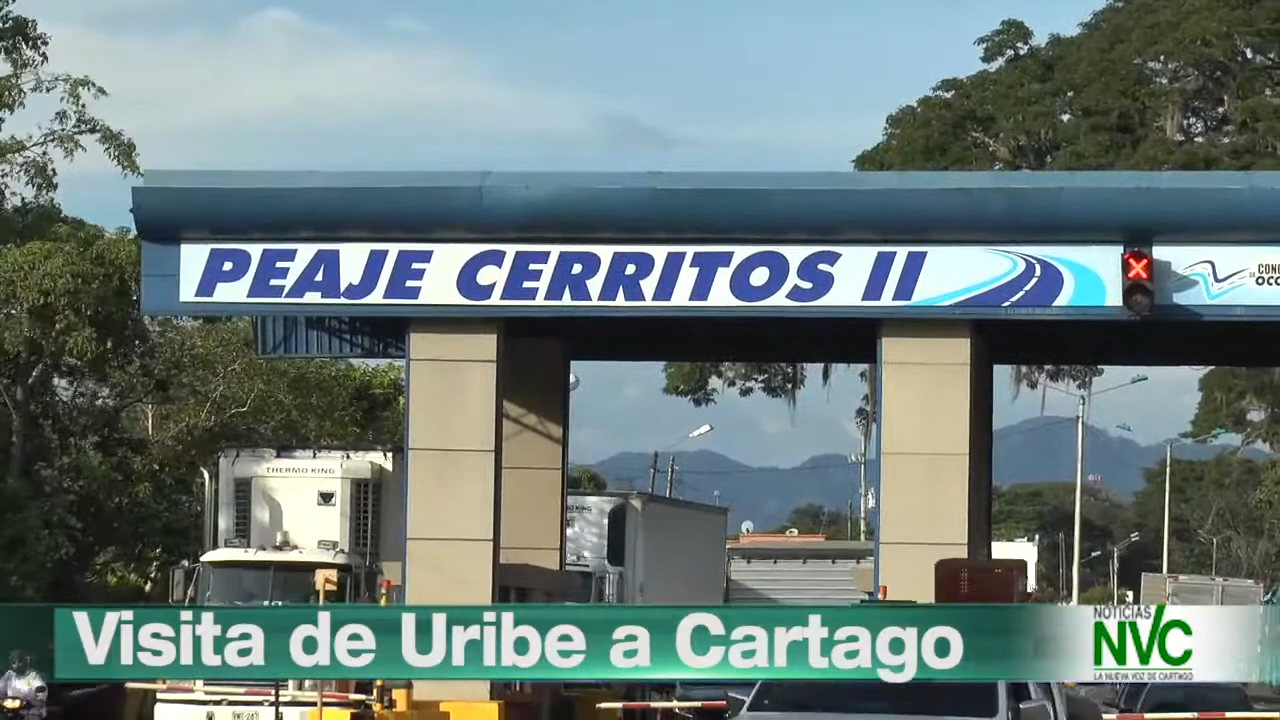 PEAJE CERRITOS II
THERMO KING
Visita de Uribe a Cartago
NOTICIAS
NVC
LA NUEVA VOZ DE CARTAGO